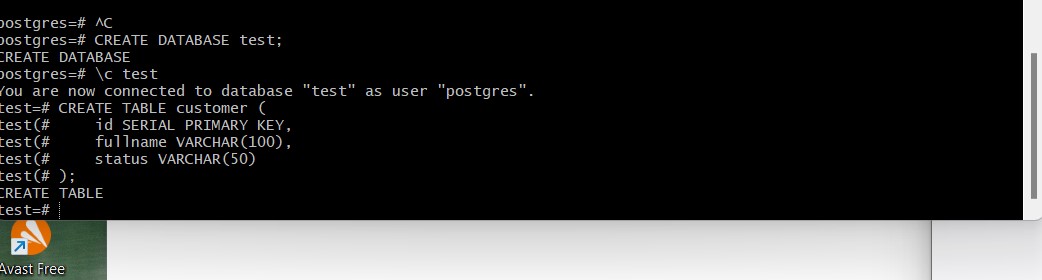 postgres=# ^C
postgres=# CREATE DATABASE test;
CREATE DATABASE
postgres=# \c test
You are now connected to database "test" as user "postgres".
test=# CREATE TABLE customer (
test(#     id SERIAL PRIMARY KEY,
test(#     fullname VARCHAR(100),
test(#     status VARCHAR(50)
test(# );
CREATE TABLE
test=#
Avast Free